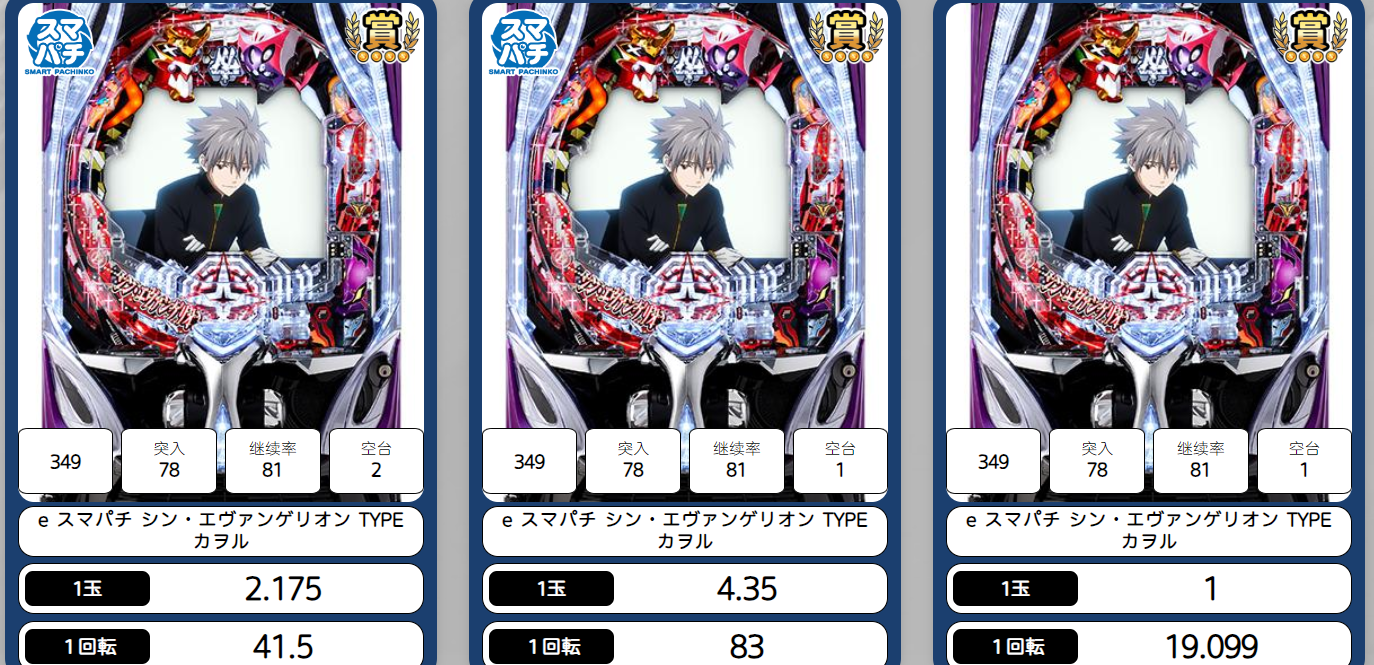 スマ
パチ
SMART PACHINKO
賞
349
突入
78
继续率
81
空台
2
e スマパチ シン・エヴァンゲリオン TYPE
カヲル
1玉
2.175
1回転
41.5
スマ
パチ
SMART PACHINKO
賞
349
突入
78
继续率
81
空台
1
e スマパチ シン・エヴァンゲリオン TYPE
カヲル
1玉
4.35
1回転
83
賞
349
突入
78
继续率
81
空台
1
e スマパチ シン・エヴァンゲリオン TYPE
カヲル
1玉
1
1回転
19.099